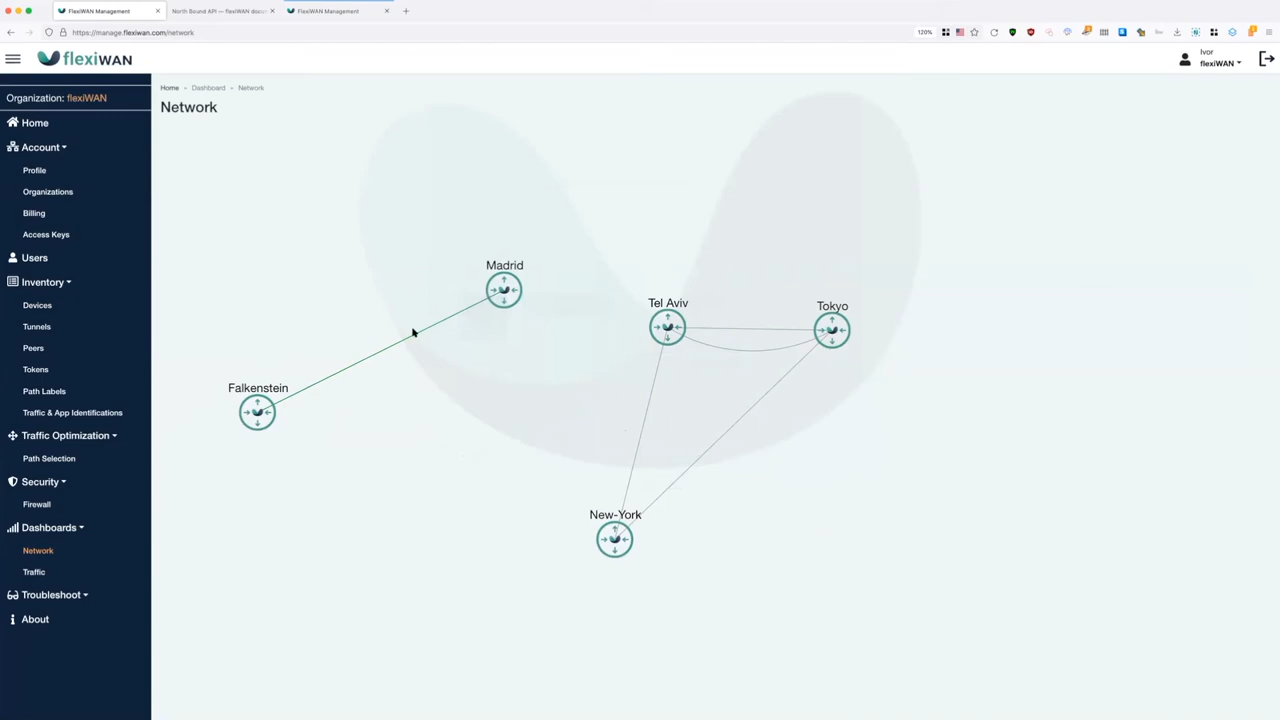 FlexiWAN Management
North Bound API — flexiWAN docu
FlexiWAN Management
https://manage.flexiwan.com/network
120%
flexiWAN
Ivor
flexiWAN
Organization: flexiWAN
Home
Account
Profile
Organizations
Billing
Access Keys
Users
Inventory
Devices
Tunnels
Peers
Tokens
Path Labels
Traffic & App Identifications
Traffic Optimization
Path Selection
Security
Firewall
Dashboards
Network
Traffic
Troubleshoot
About
Home
Dashboard
Network
Network
Madrid
Tel Aviv
Tokyo
Falkenstein
New-York